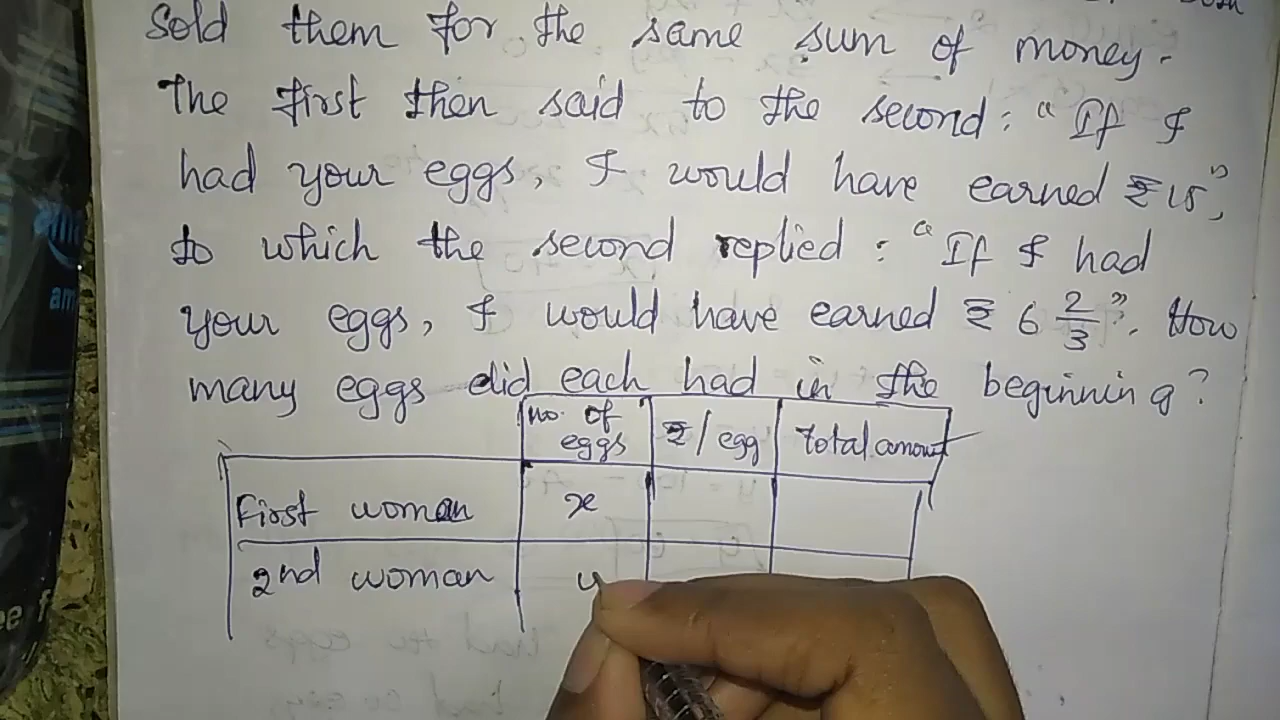 sold them for the same sum of money.
The first then said to the second: "If I
had your eggs, I would have earned ₹ 15",
to which the second replied: "If I had
your eggs, I would have earned ₹ 6 2/3". How
many eggs did each had in the beginning?
no. of eggs ₹/egg total amount
First woman x
2nd woman y